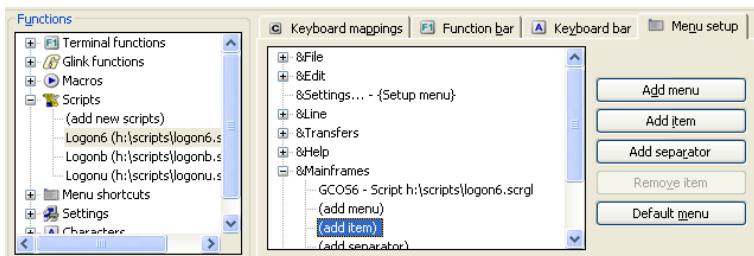 Functions
Terminal functions
Glink functions
Macros
Scripts
(add new scripts)
Logon6 (h:\scripts\logon6.s
Logonb (h:\scripts\logonb.s
Logonu (h:\scripts\logonu.s
Menu shortcuts
Settings
Characters
Keyboard mappings
Function bar
Keyboard bar
Menu setup
&File
&Edit
&Settings... - {Setup menu}
&Line
&Transfers
&Help
&Mainframes
GCOS6 - Script h:\scripts\logon6.scrgl
(add menu)
(add item)
(add separator)
Add menu
Add item
Add separator
Remove item
Default menu